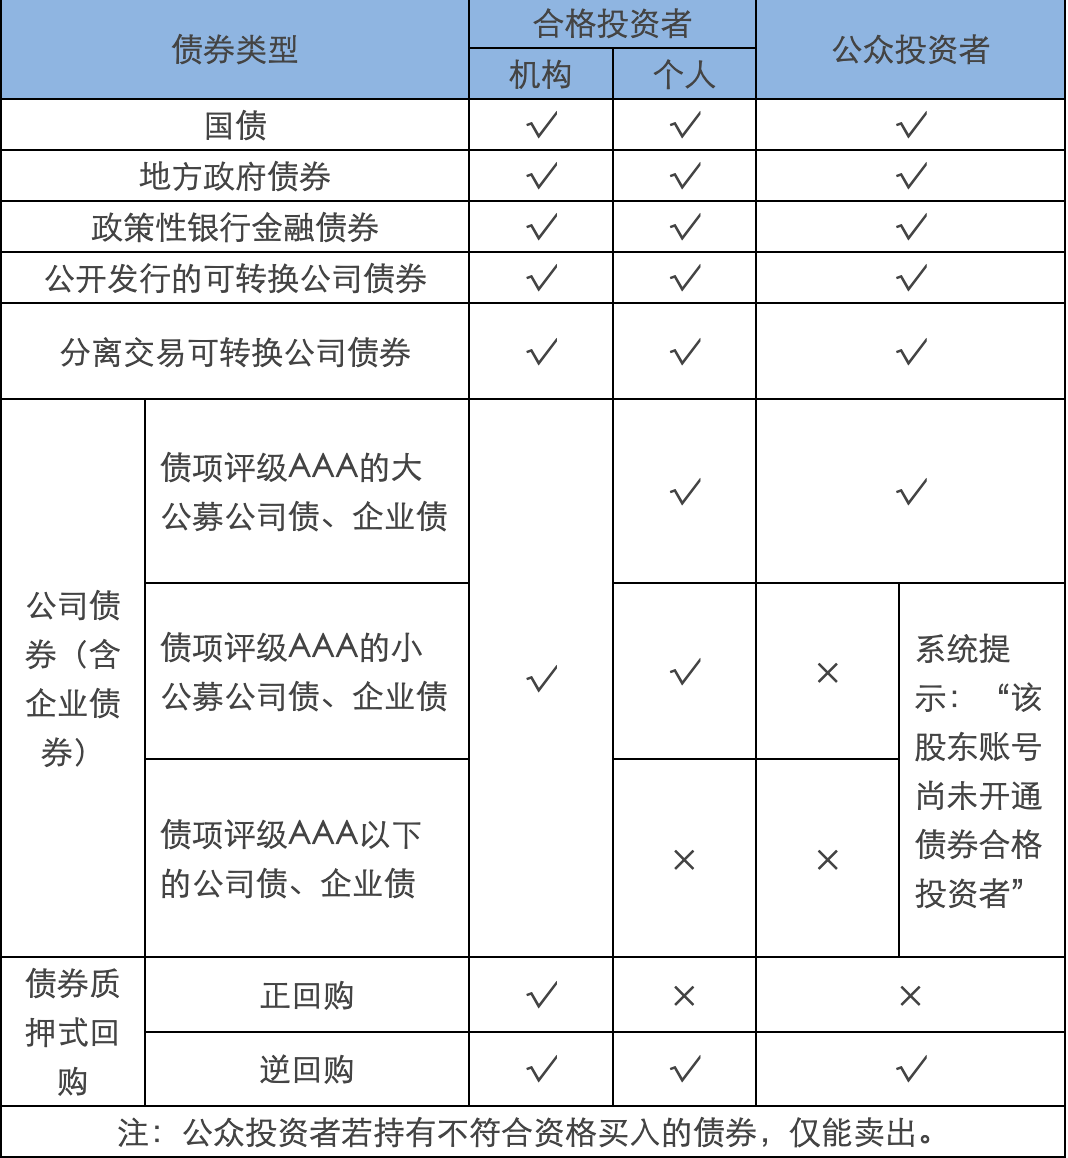 债券类型
合格投资者
公众投资者
机构
个人
国债
√
√
√
地方政府债券
√
√
√
政策性银行金融债券
√
√
√
公开发行的可转换公司债券
√
√
√
分离交易可转换公司债券
√
√
√
公司债
券（含
企业债
券）
债项评级AAA的大
公募公司债、企业债
√
√
√
债项评级AAA的小
公募公司债、企业债
√
×
系统提
示：“该
股东账号
尚未开通
债券合格
投资者”
债项评级AAA以下
的公司债、企业债
×
×
债券质
押式回
购
正回购
√
×
×
逆回购
√
√
√
注：公众投资者若持有不符合资格买入的债券，仅能卖出。